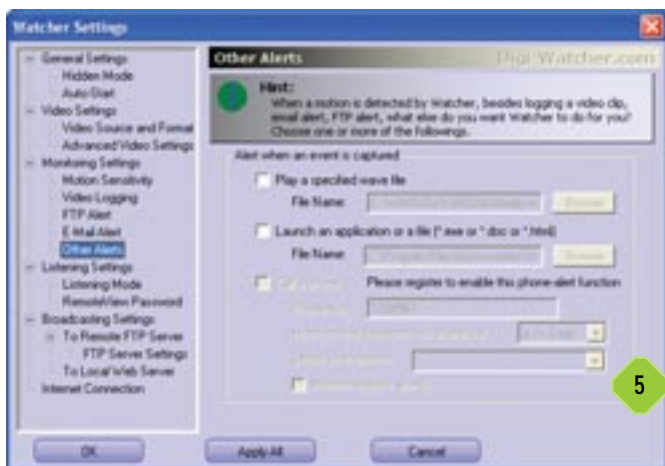 Watcher Settings
General Settings
Hidden Mode
Auto-Start
Video Settings
Video Source and Format
Advanced Video Settings
Monitoring Settings
Motion Sensitivity
Video Logging
FTP Alert
E-Mail Alert
Other Alerts
Listening Settings
Listening Mode
RemoteView Password
Broadcasting Settings
To Remote FTP Server
FTP Server Settings
To Local Web Server
Internet Connection
Other Alerts
Digi-Watcher.com
Hint:
When a motion is detected by Watcher, besides logging a video clip,
email alert, FTP alert, what else do you want Watcher to do for you?
Choose one or more of the followings.
Alert when an event is captured
Play a specified wave file
File Name
Browse
Launch an application or a file (*.exe or *.doc or *.html)
File Name
Browse
Please register to enable this phone-alert function
5
OK
Apply All
Cancel